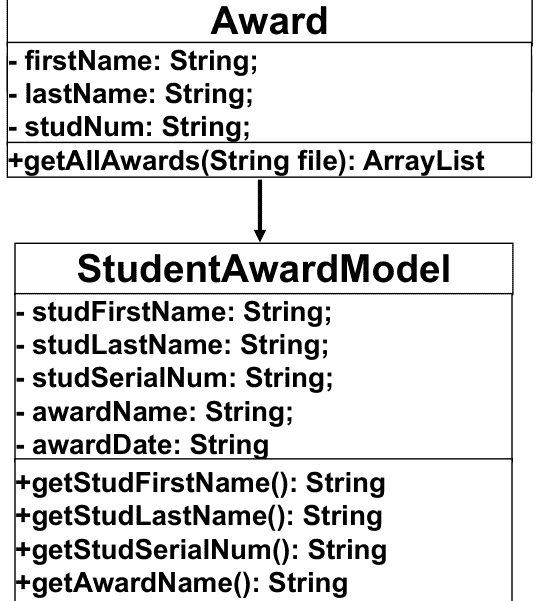 Award
- firstName: String;
- lastName: String;
- studNum: String;
+getAllAwards(String file): ArrayList
StudentAwardModel
- studFirstName: String;
- studLastName: String;
- studSerialNum: String;
- awardName: String;
- awardDate: String
+getStudFirstName(): String
+getStudLastName(): String
+getStudSerialNum(): String
+getAwardName(): String